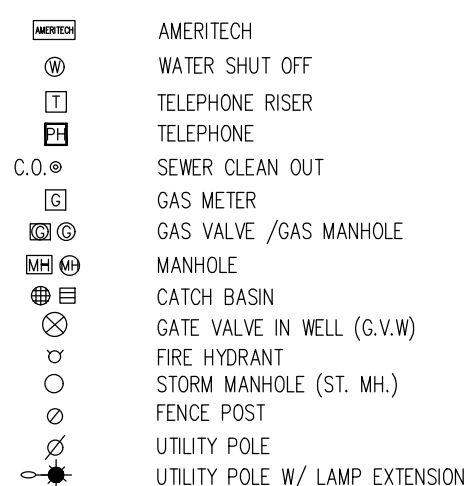 AMERITECH AMERITECH
W WATER SHUT OFF
T TELEPHONE RISER
PH TELEPHONE
C.O. SEWER CLEAN OUT
G GAS METER
G G GAS VALVE /GAS MANHOLE
MH MH MANHOLE
CATCH BASIN
GATE VALVE IN WELL (G.V.W)
FIRE HYDRANT
STORM MANHOLE (ST. MH.)
FENCE POST
UTILITY POLE
UTILITY POLE W/ LAMP EXTENSION